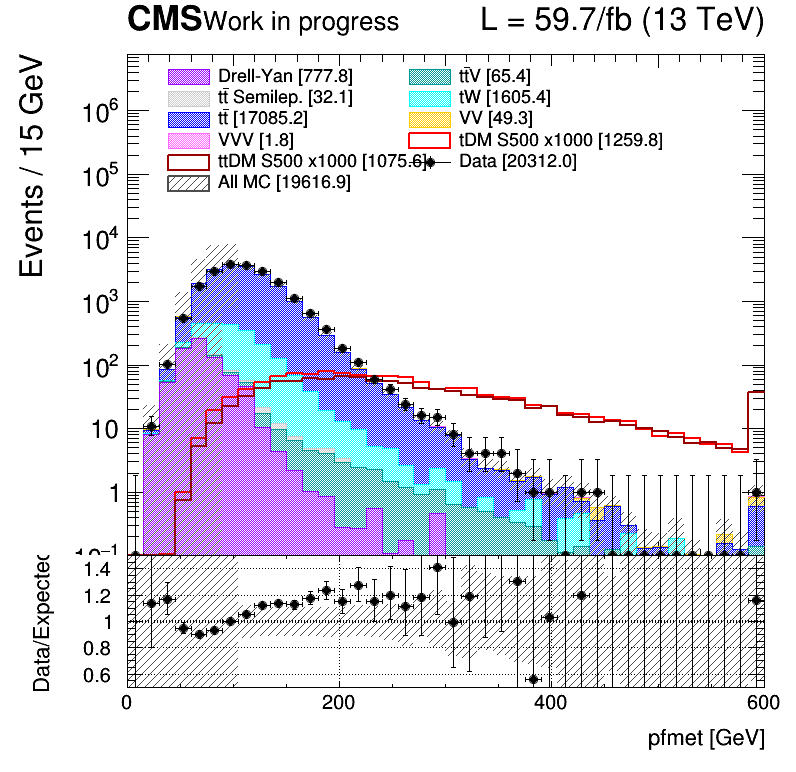 CMS Work in progress L = 59.7/fb (13 TeV)
Events / 15 GeV
Drell-Yan [777.8] tt̄V [65.4]
tt̄ Semilep. [32.1] tW [1605.4]
tt̄ [17085.2] VV [49.3]
VVV [1.8] tDM S500 x1000 [1259.8]
ttDM S500 x1000 [1075.6] Data [20312.0]
All MC [19616.9]
10⁶
10⁵
10⁴
10³
10²
10
1
10⁻¹
Data/Expected
1.4
1.2
1
0.8
0.6
0 200 400 600
pfmet [GeV]